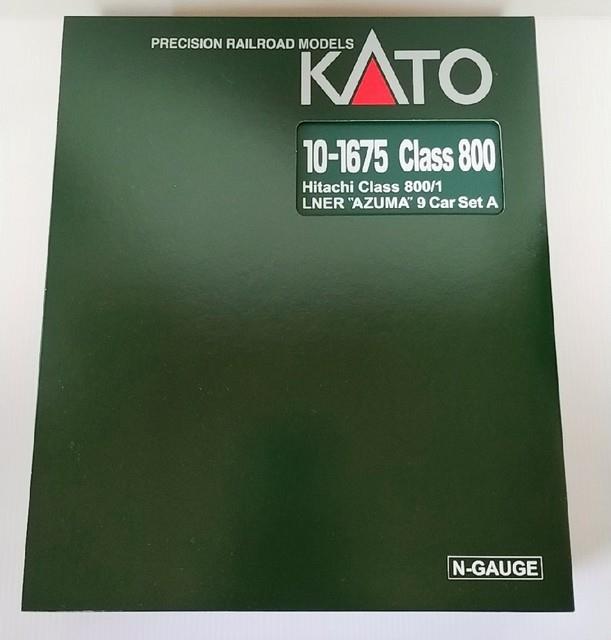 PRECISION RAILROAD MODELS
KATO
10-1675 Class 800
Hitachi Class 800/1
LNER "AZUMA" 9 Car Set A
N-GAUGE